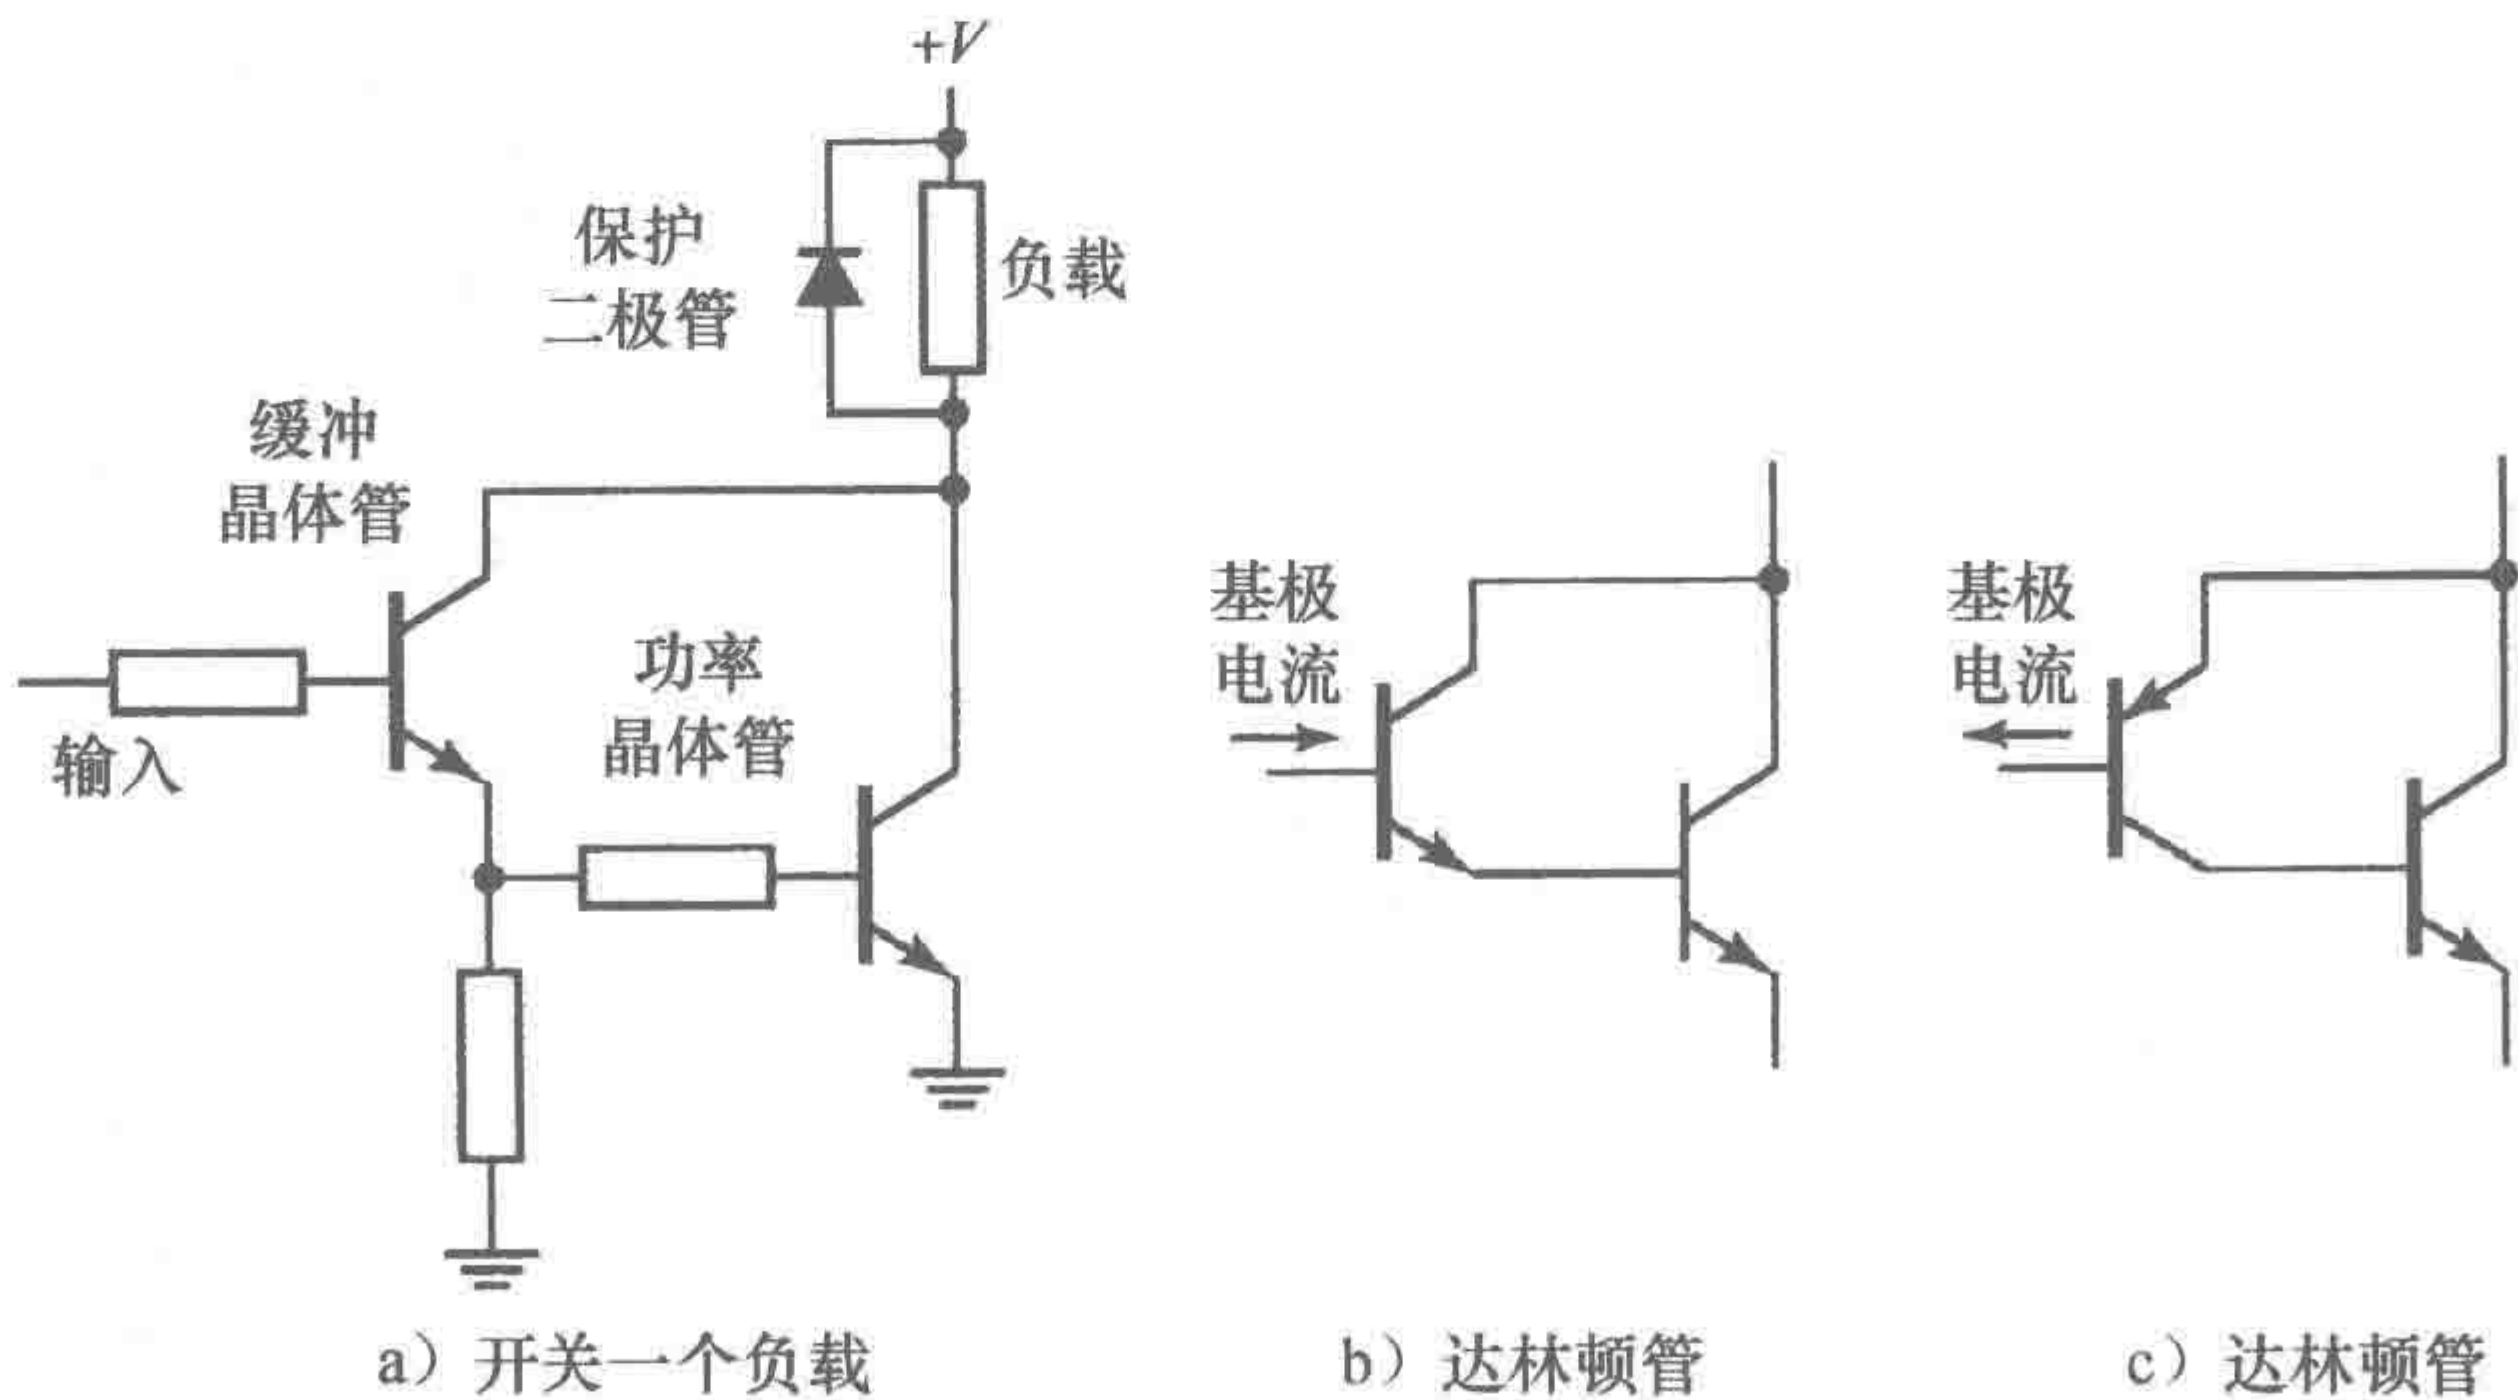 +V
保护
二极管
负载
缓冲
晶体管
功率
晶体管
输入
基极
电流
基极
电流
a）开关一个负载
b）达林顿管
c）达林顿管